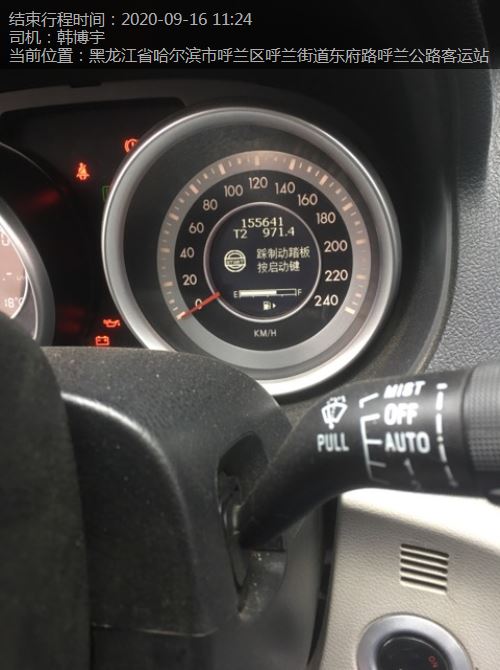 结束行程时间：2020-09-16 11:24
司机：韩博宇
当前位置：黑龙江省哈尔滨市呼兰区呼兰街道东府路呼兰公路客运站
0
20
40
60
80
100
120
140
160
180
200
220
240
155641
T2 971.4
踩制动踏板
按启动键
E F
KM/H
18°C
MIST
OFF
AUTO
PULL